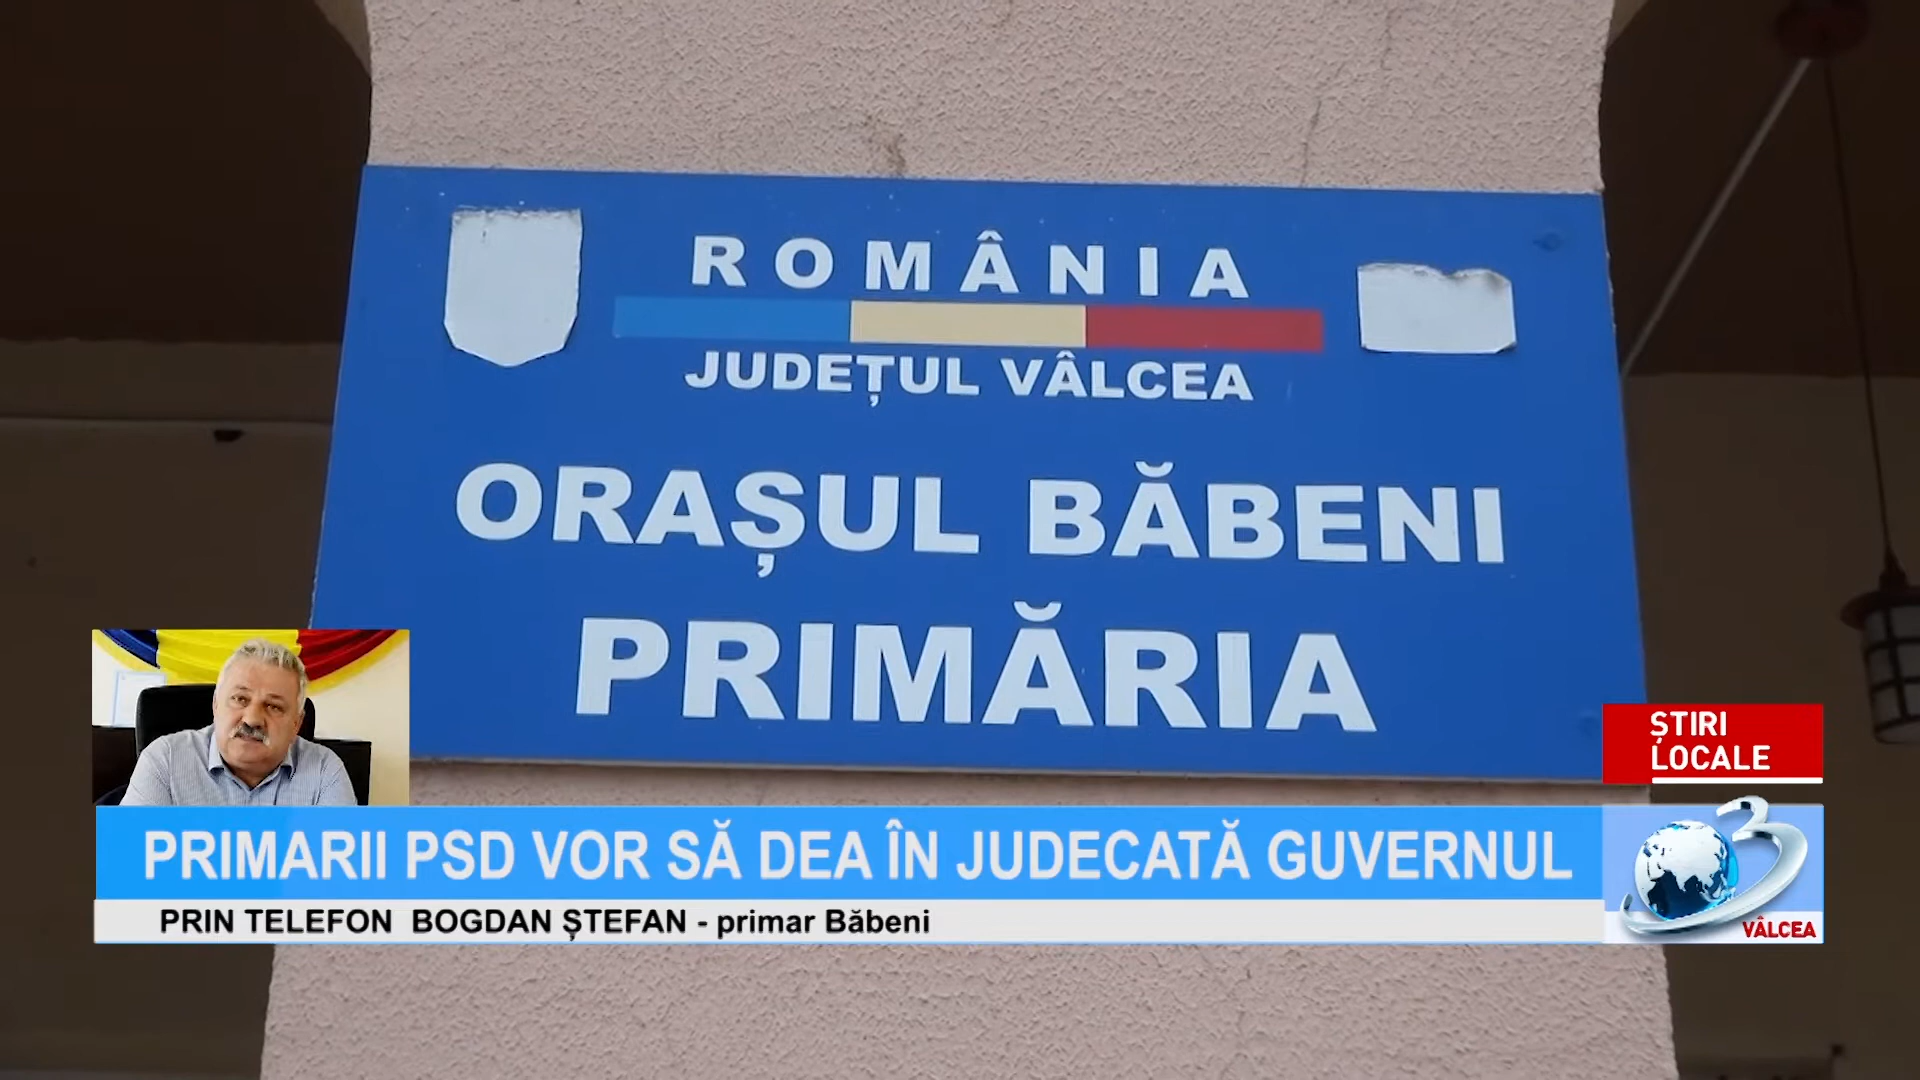 ROMÂNIA
JUDEȚUL VÂLCEA
ORAȘUL BĂBENI
PRIMĂRIA
ȘTIRI
LOCALE
PRIMARII PSD VOR SĂ DEA ÎN JUDECATĂ GUVERNUL
PRIN TELEFON BOGDAN ȘTEFAN - primar Băbeni
3
VÂLCEA